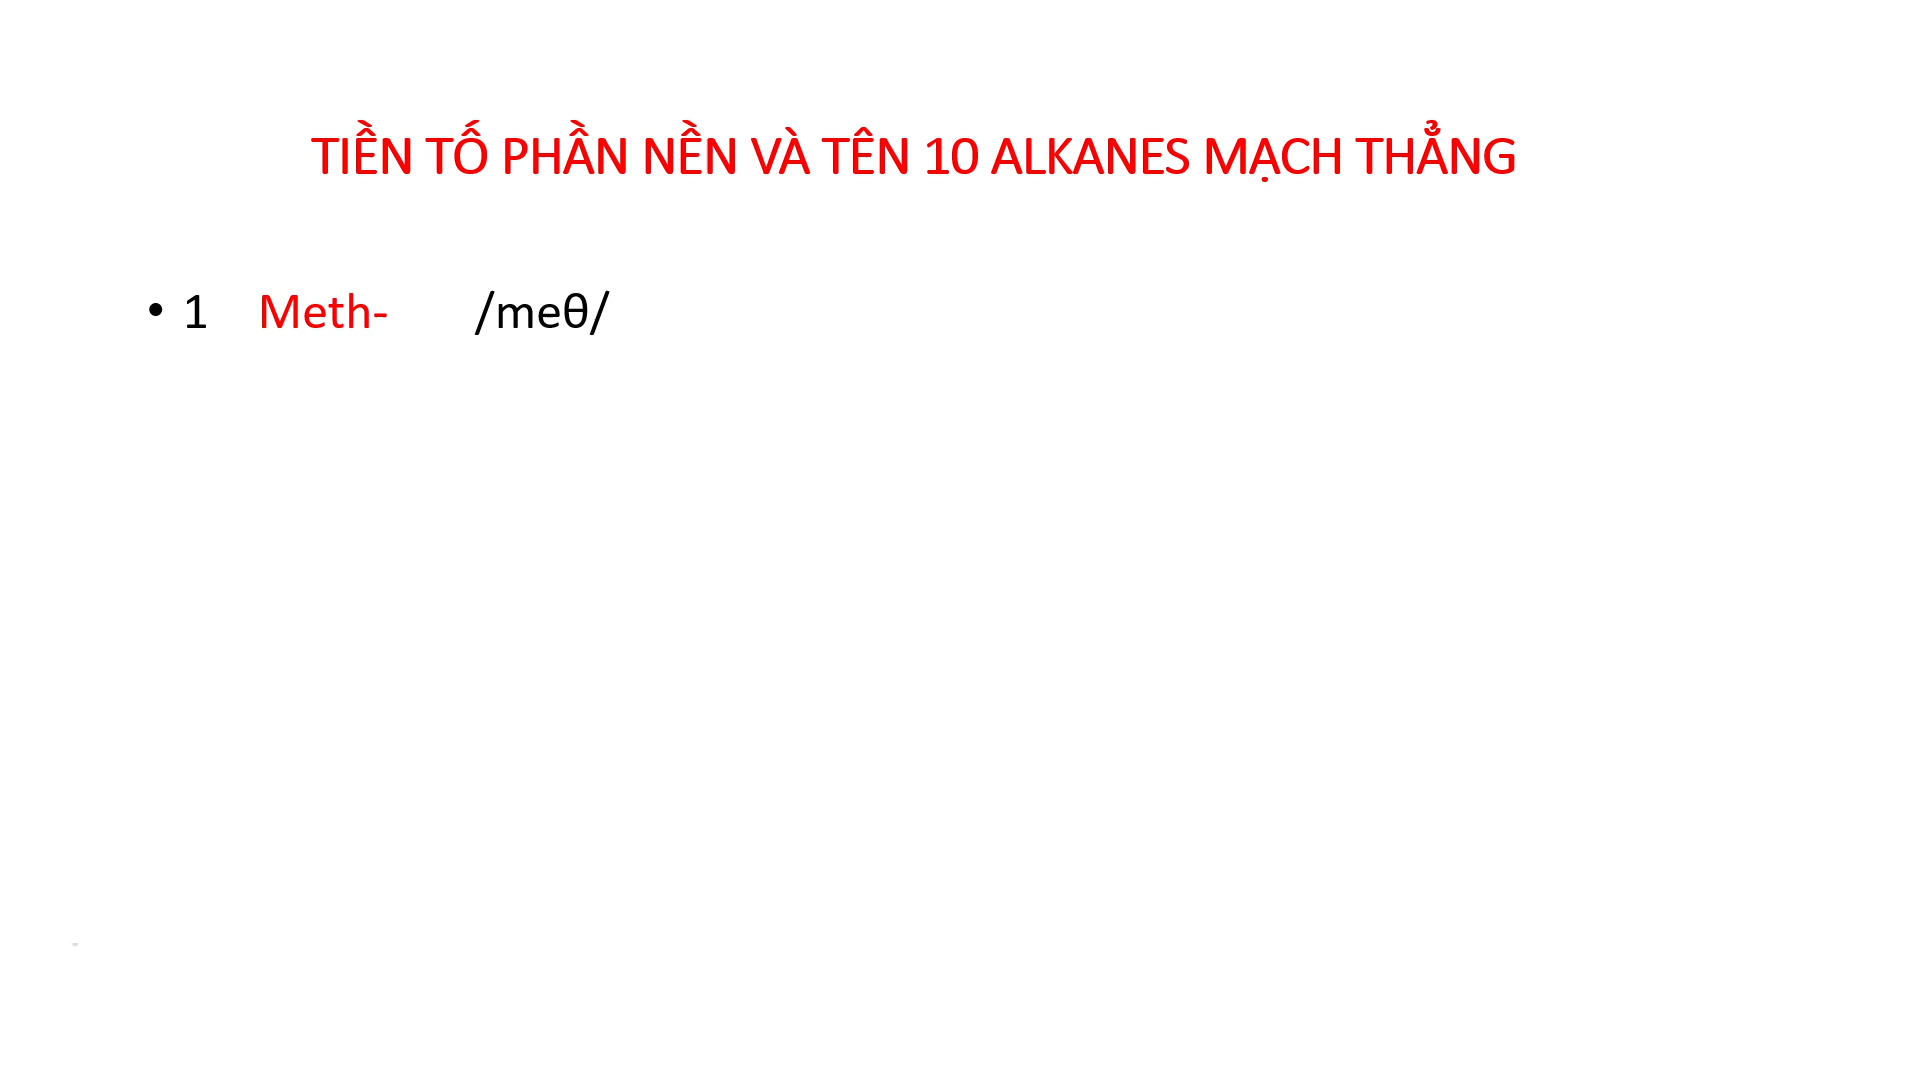 TIỀN TỐ PHẦN NỀN VÀ TÊN 10 ALKANES MẠCH THẲNG
• 1 Meth- /meθ/